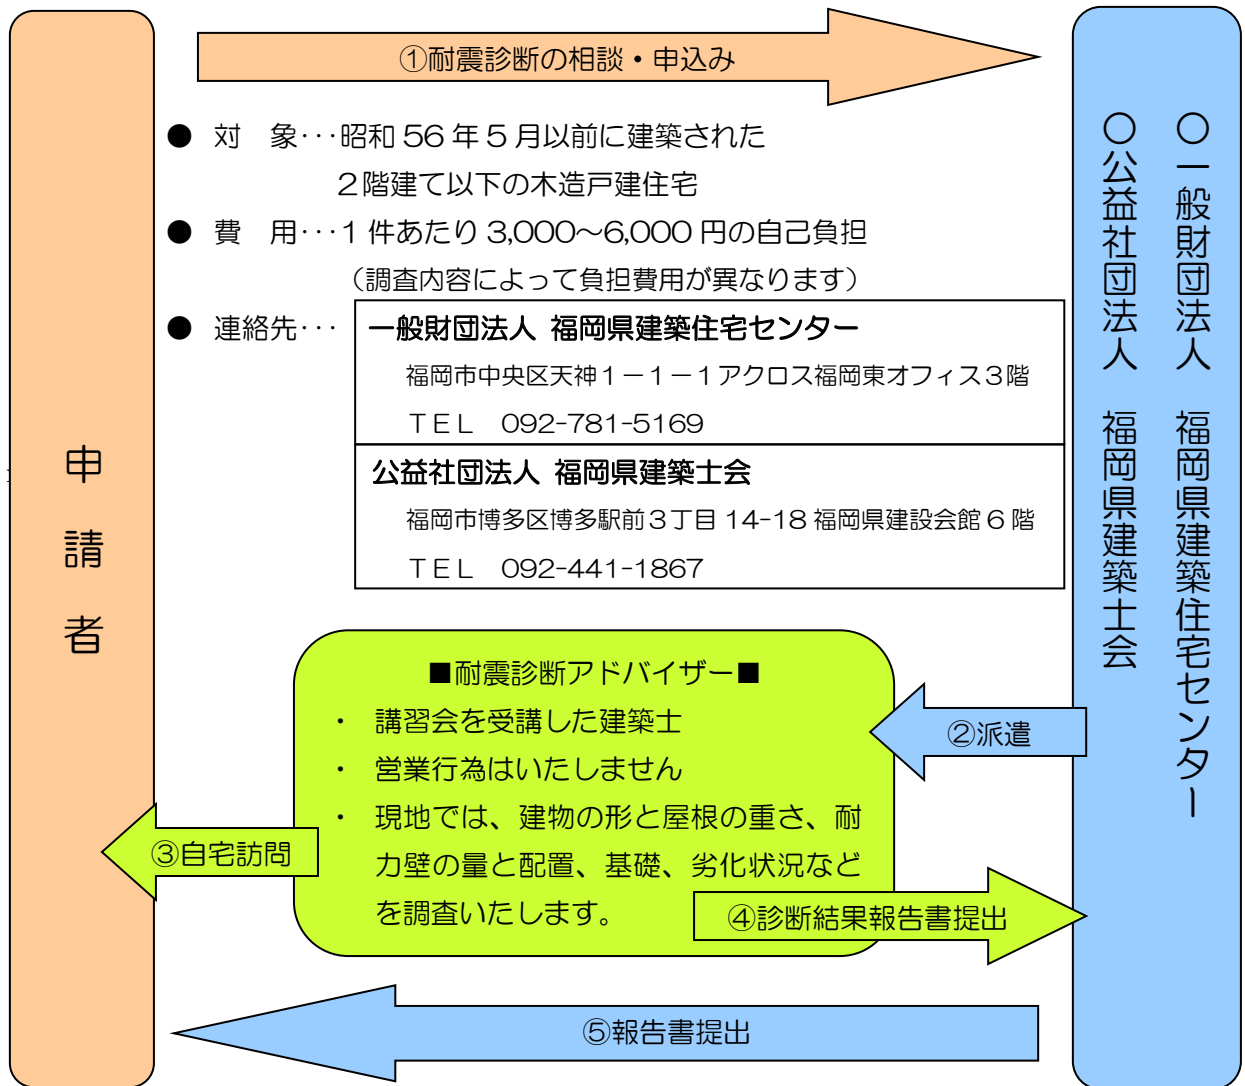 ①耐震診断の相談・申込み
● 対　象･･･昭和 56 年 5 月以前に建築された
２階建て以下の木造戸建住宅
● 費　用･･･1 件あたり 3,000～6,000 円の自己負担
（調査内容によって負担費用が異なります）
● 連絡先･･･
一般財団法人 福岡県建築住宅センター
福岡市中央区天神１－１－１アクロス福岡東オフィス３階
ＴＥＬ　092-781-5169
公益社団法人 福岡県建築士会
福岡市博多区博多駅前３丁目 14-18 福岡県建設会館 6 階
ＴＥＬ　092-441-1867
申請者
○一般財団法人　福岡県建築住宅センター
○公益社団法人　福岡県建築士会
■耐震診断アドバイザー■
・ 講習会を受講した建築士
・ 営業行為はいたしません
・ 現地では、建物の形と屋根の重さ、耐
力壁の量と配置、基礎、劣化状況など
を調査いたします。
②派遣
③自宅訪問
④診断結果報告書提出
⑤報告書提出